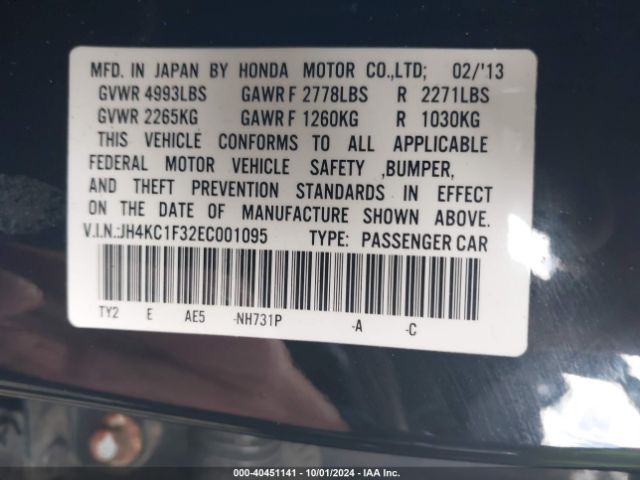 MFD. IN JAPAN BY HONDA MOTOR CO.,LTD; 02/'13
GVWR 4993LBS GAWR F 2778LBS R 2271LBS
GVWR 2265KG GAWR F 1260KG R 1030KG
THIS VEHICLE CONFORMS TO ALL APPLICABLE
FEDERAL MOTOR VEHICLE SAFETY ,BUMPER,
AND THEFT PREVENTION STANDARDS IN EFFECT
ON THE DATE OF MANUFACTURE SHOWN ABOVE.
V.I.N.:JH4KC1F32EC001095 TYPE: PASSENGER CAR
TY2 E AE5 -NH731P -A -C
000-40451141 - 10/01/2024 - IAA Inc.